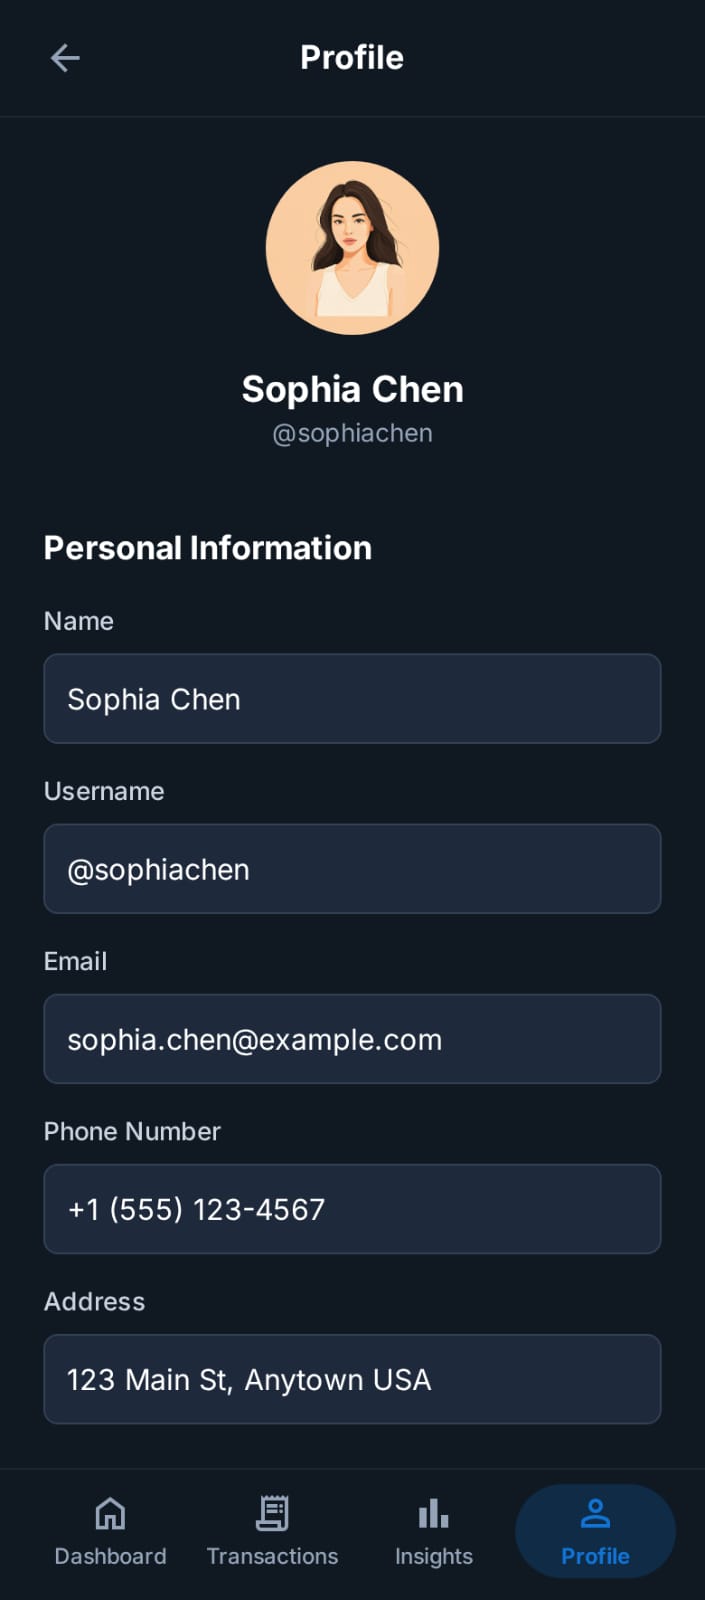 Profile
Sophia Chen
@sophiachen
Personal Information
Name
Sophia Chen
Username
@sophiachen
Email
sophia.chen@example.com
Phone Number
+1 (555) 123-4567
Address
123 Main St, Anytown USA
Dashboard
Transactions
Insights
Profile